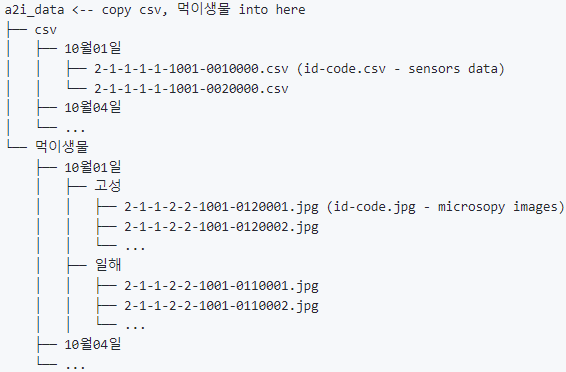 a2i_data <-- copy csv, 먹이생물 into here
├── csv
│   ├── 10월01일
│   │   ├── 2-1-1-1-1-1001-0010000.csv (id-code.csv - sensors data)
│   │   └── 2-1-1-1-1-1001-0020000.csv
│   ├── 10월04일
│   └── ...
└── 먹이생물
    ├── 10월01일
    │   ├── 고성
    │   │   ├── 2-1-1-2-2-1001-0120001.jpg (id-code.jpg - microsopy images)
    │   │   ├── 2-1-1-2-2-1001-0120002.jpg
    │   │   └── ...
    │   ├── 일해
    │   │   ├── 2-1-1-2-2-1001-0110001.jpg
    │   │   ├── 2-1-1-2-2-1001-0110002.jpg
    │   │   └── ...
    ├── 10월04일
    └── ...